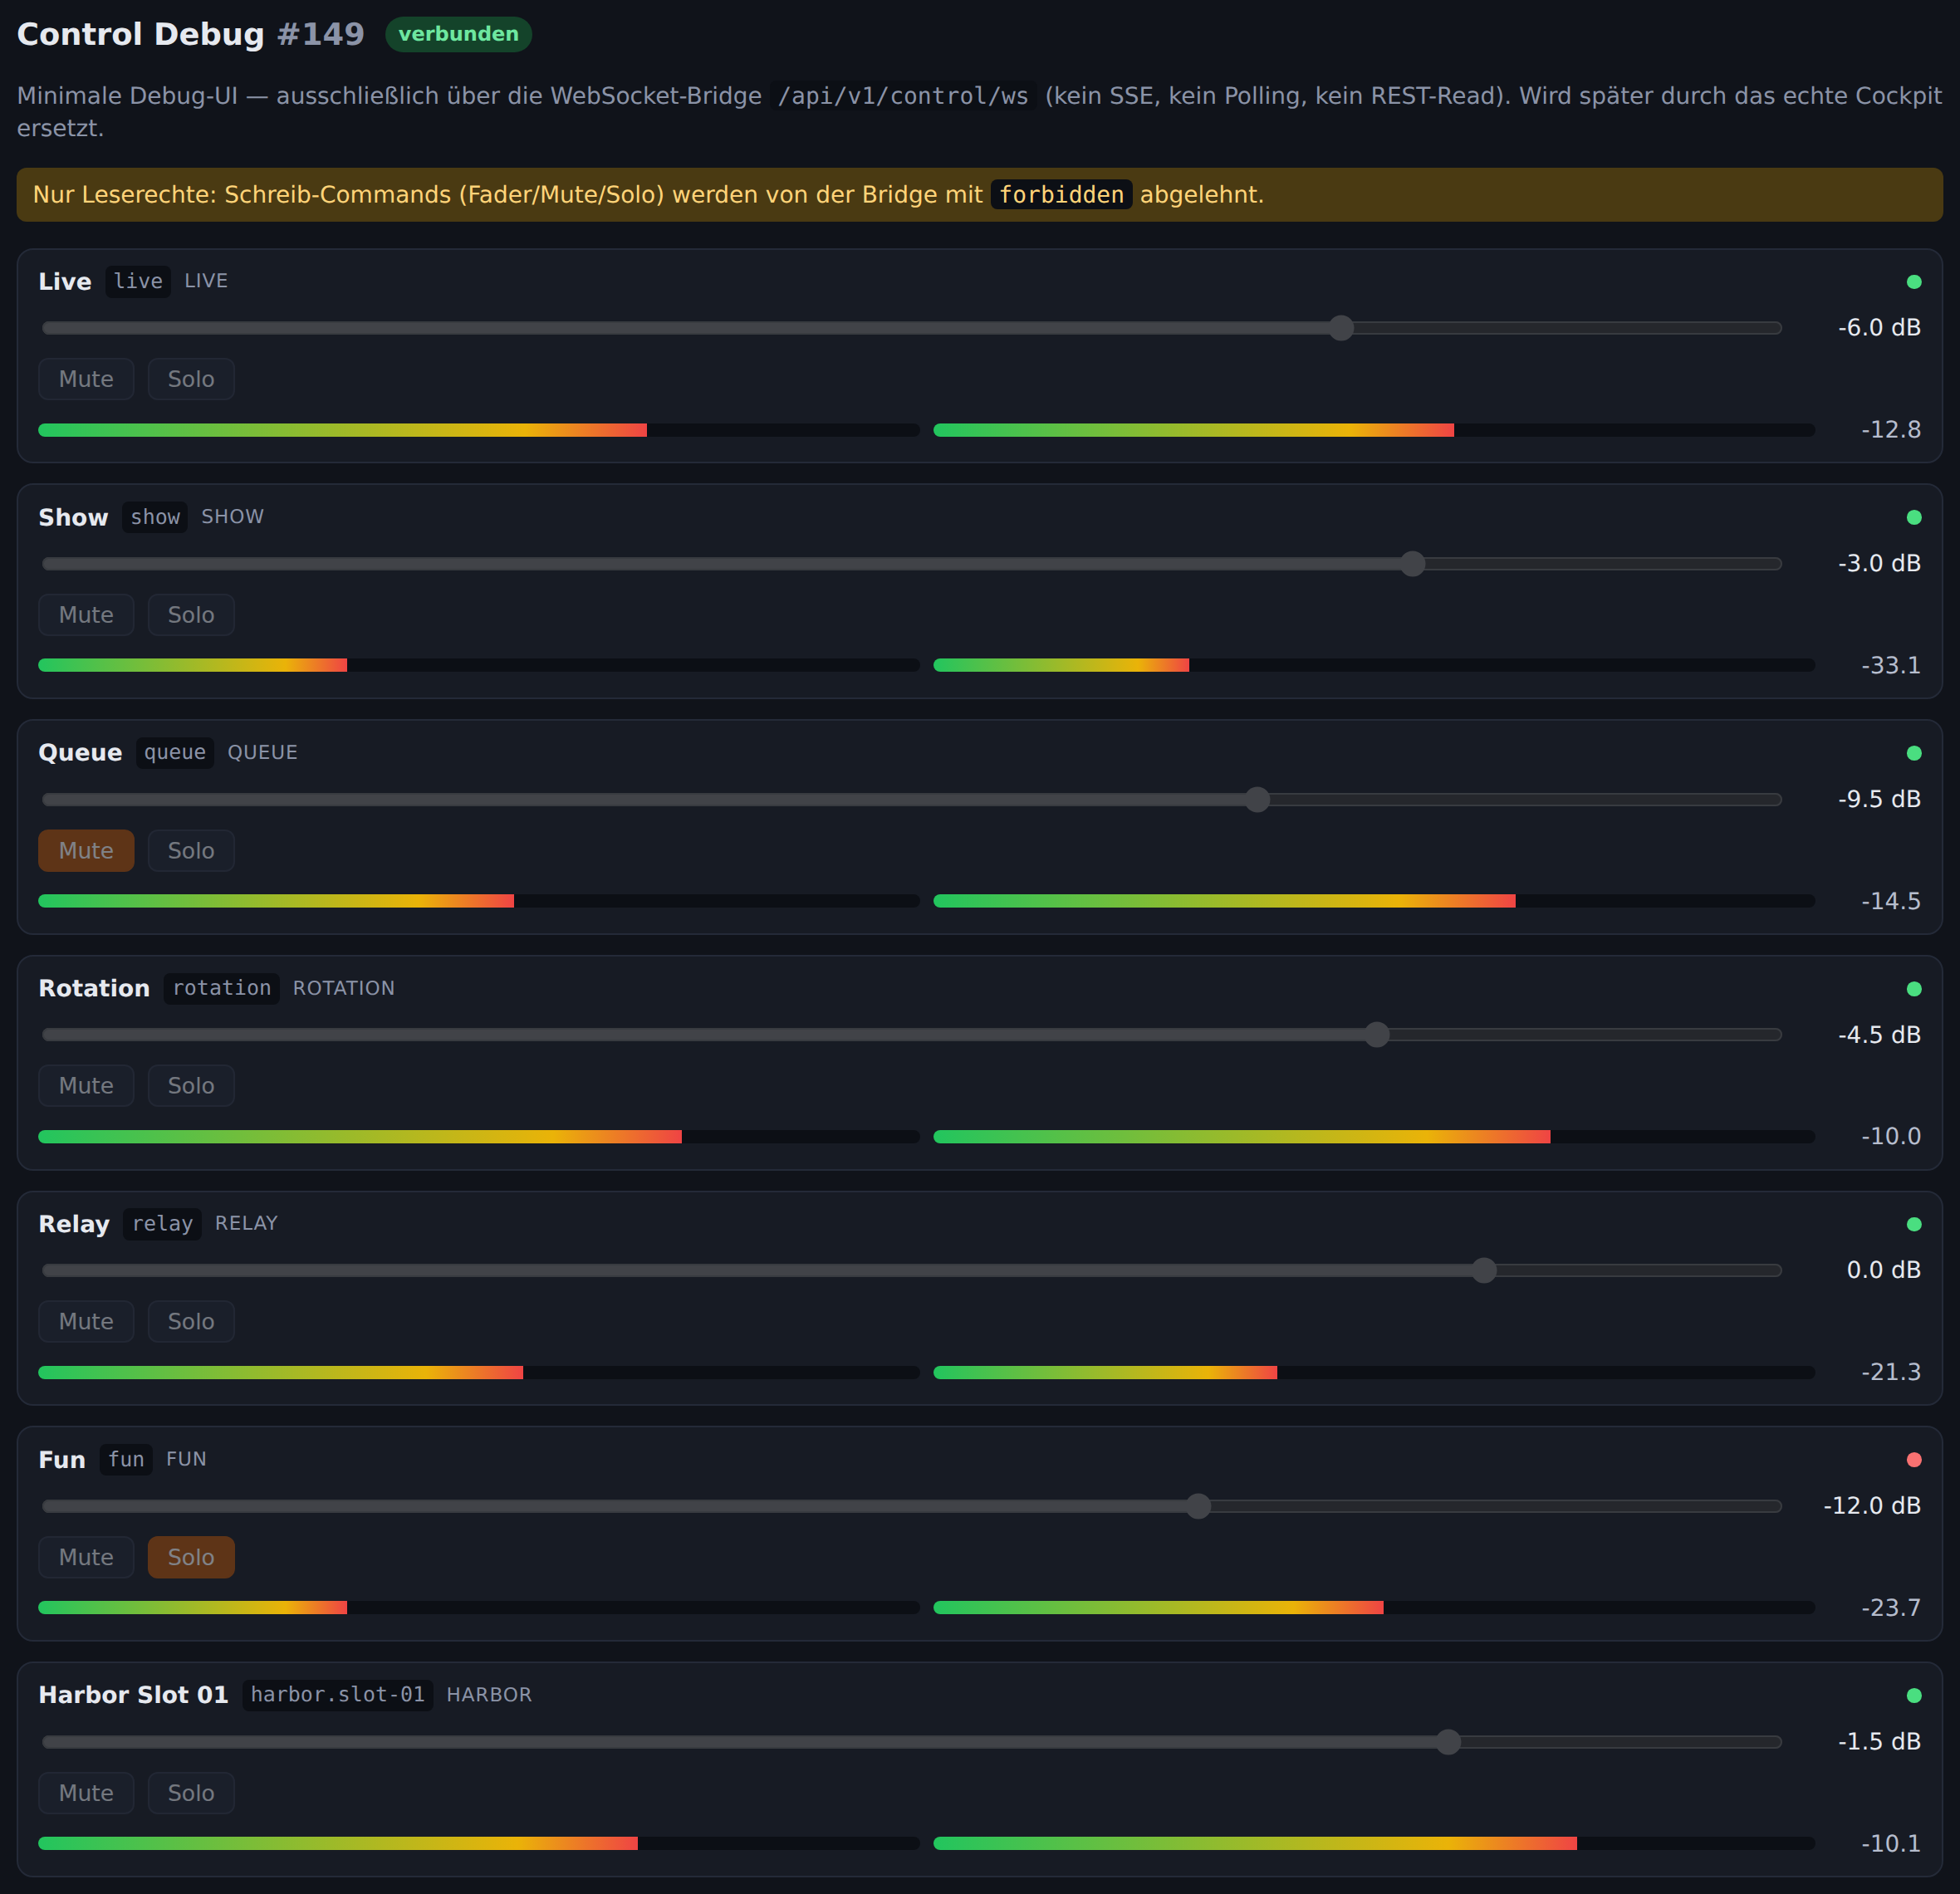 Control Debug #149 verbunden
Minimale Debug-UI — ausschließlich über die WebSocket-Bridge /api/v1/control/ws (kein SSE, kein Polling, kein REST-Read). Wird später durch das echte Cockpit
ersetzt.
Nur Leserechte: Schreib-Commands (Fader/Mute/Solo) werden von der Bridge mit forbidden abgelehnt.
Live live LIVE
-6.0 dB
Mute Solo
-12.8
Show show SHOW
-3.0 dB
Mute Solo
-33.1
Queue queue QUEUE
-9.5 dB
Mute Solo
-14.5
Rotation rotation ROTATION
-4.5 dB
Mute Solo
-10.0
Relay relay RELAY
0.0 dB
Mute Solo
-21.3
Fun fun FUN
-12.0 dB
Mute Solo
-23.7
Harbor Slot 01 harbor.slot-01 HARBOR
-1.5 dB
Mute Solo
-10.1